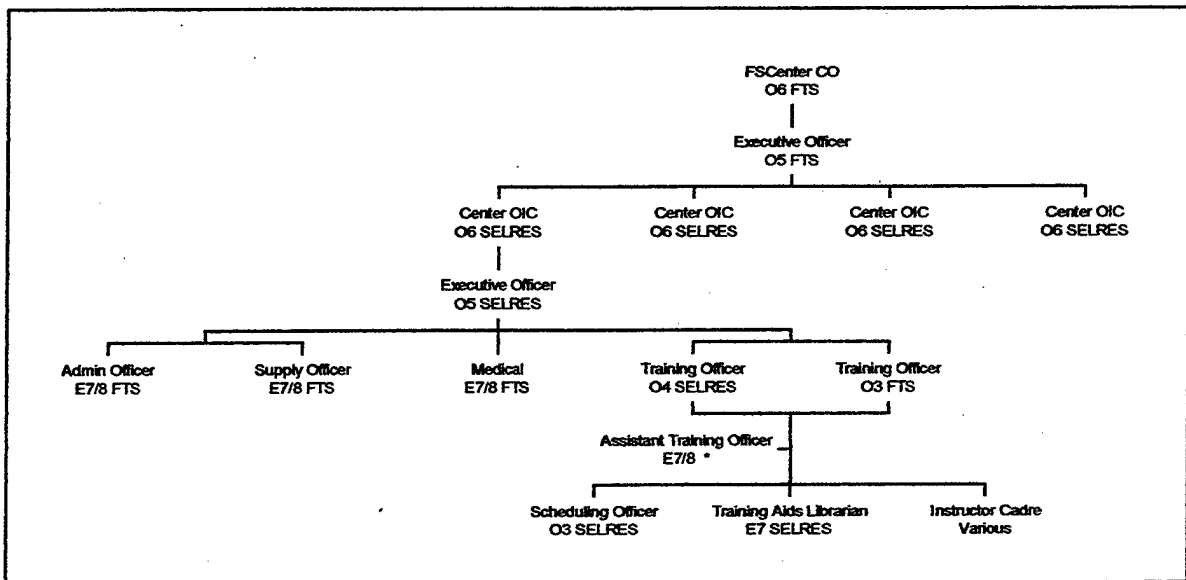 FSCenter CO
O6 FTS
Executive Officer
O5 FTS
Center OIC
O6 SELRES
Center OIC
O6 SELRES
Center OIC
O6 SELRES
Center OIC
O6 SELRES
Executive Officer
O5 SELRES
Admin Officer
E7/8 FTS
Supply Officer
E7/8 FTS
Medical
E7/8 FTS
Training Officer
O4 SELRES
Training Officer
O3 FTS
Assistant Training Officer
E7/8 *
Scheduling Officer
O3 SELRES
Training Aids Librarian
E7 SELRES
Instructor Cadre
Various